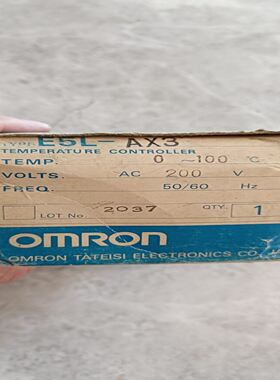 TYPE E5L-AX3
TEMPERATURE CONTROLLER
TEMP. 0 ~100 °C
VOLTS. AC 200 V
FREQ. 50/60 Hz
LOT No. 2037 QTY. 1
OMRON
OMRON TATEISI ELECTRONICS CO.